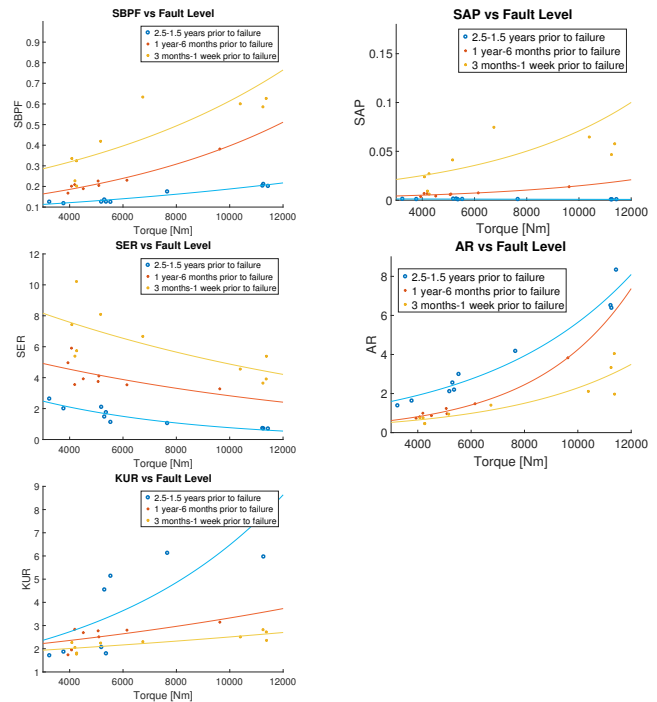 SBPF vs Fault Level
2.5-1.5 years prior to failure
1 year-6 months prior to failure
3 months-1 week prior to failure
SBPF
0.9
0.8
0.7
0.6
0.5
0.4
0.3
0.2
0.1
4000 6000 8000 10000 12000
Torque [Nm]
SAP vs Fault Level
2.5-1.5 years prior to failure
1 year-6 months prior to failure
3 months-1 week prior to failure
SAP
0.15
0.1
0.05
0
4000 6000 8000 10000 12000
Torque [Nm]
SER vs Fault Level
2.5-1.5 years prior to failure
1 year-6 months prior to failure
3 months-1 week prior to failure
SER
12
10
8
6
4
2
0
4000 6000 8000 10000 12000
Torque [Nm]
AR vs Fault Level
2.5-1.5 years prior to failure
1 year-6 months prior to failure
3 months-1 week prior to failure
AR
8
6
4
2
0
4000 6000 8000 10000 12000
Torque [Nm]
KUR vs Fault Level
2.5-1.5 years prior to failure
1 year-6 months prior to failure
3 months-1 week prior to failure
KUR
9
8
7
6
5
4
3
2
1
4000 6000 8000 10000 12000
Torque [Nm]